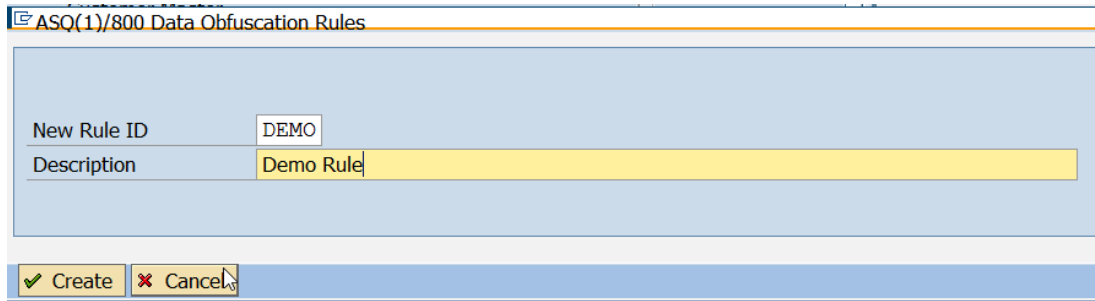 ASQ(1)/800 Data Obfuscation Rules
New Rule ID DEMO
Description Demo Rule
Create Cancel